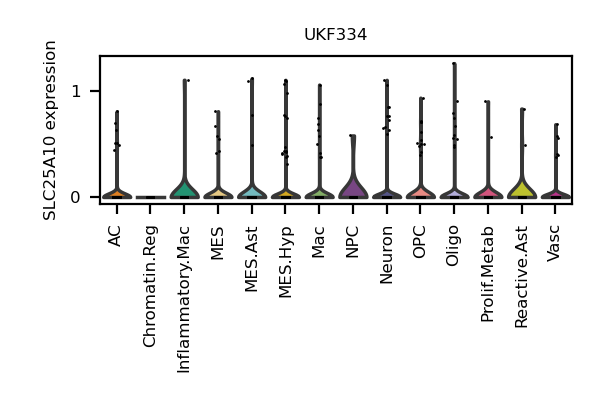 UKF334
SLC25A10 expression
1
0
AC
Chromatin.Reg
Inflammatory.Mac
MES
MES.Ast
MES.Hyp
Mac
NPC
Neuron
OPC
Oligo
Prolif.Metab
Reactive.Ast
Vasc